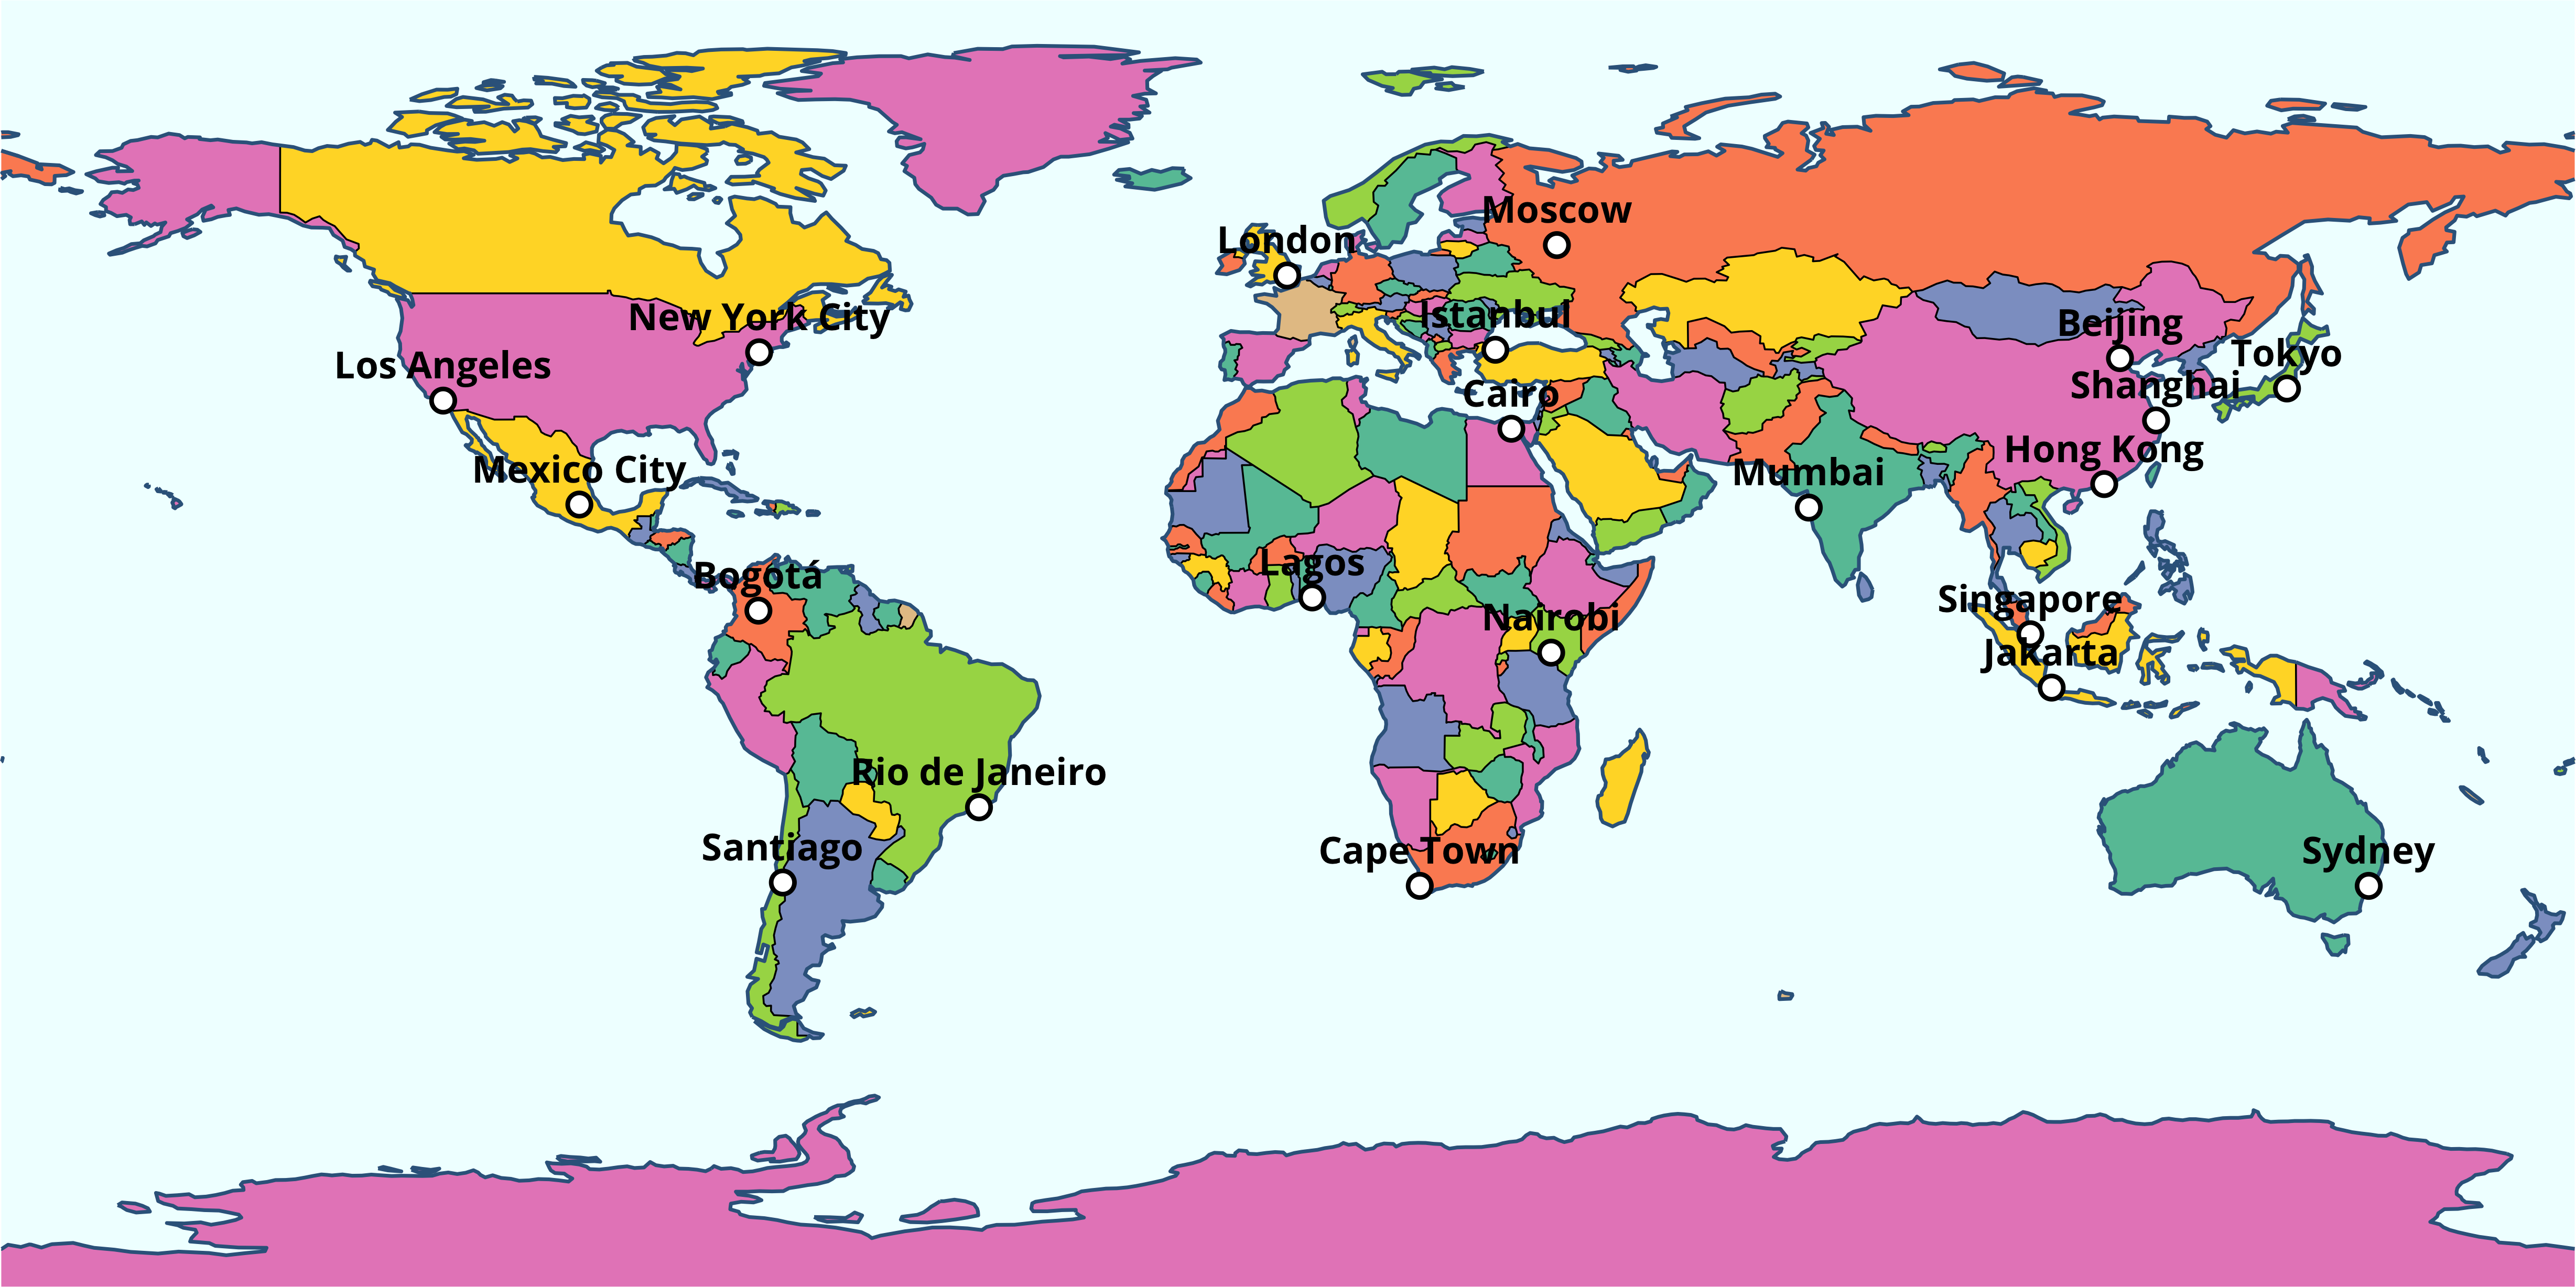 Moscow
London
New York City
Istanbul
Beijing
Los Angeles
Tokyo
Cairo
Shanghai
Hong Kong
Mexico City
Mumbai
Lagos
Bogotá
Singapore
Nairobi
Jakarta
Rio de Janeiro
Santiago
Cape Town
Sydney